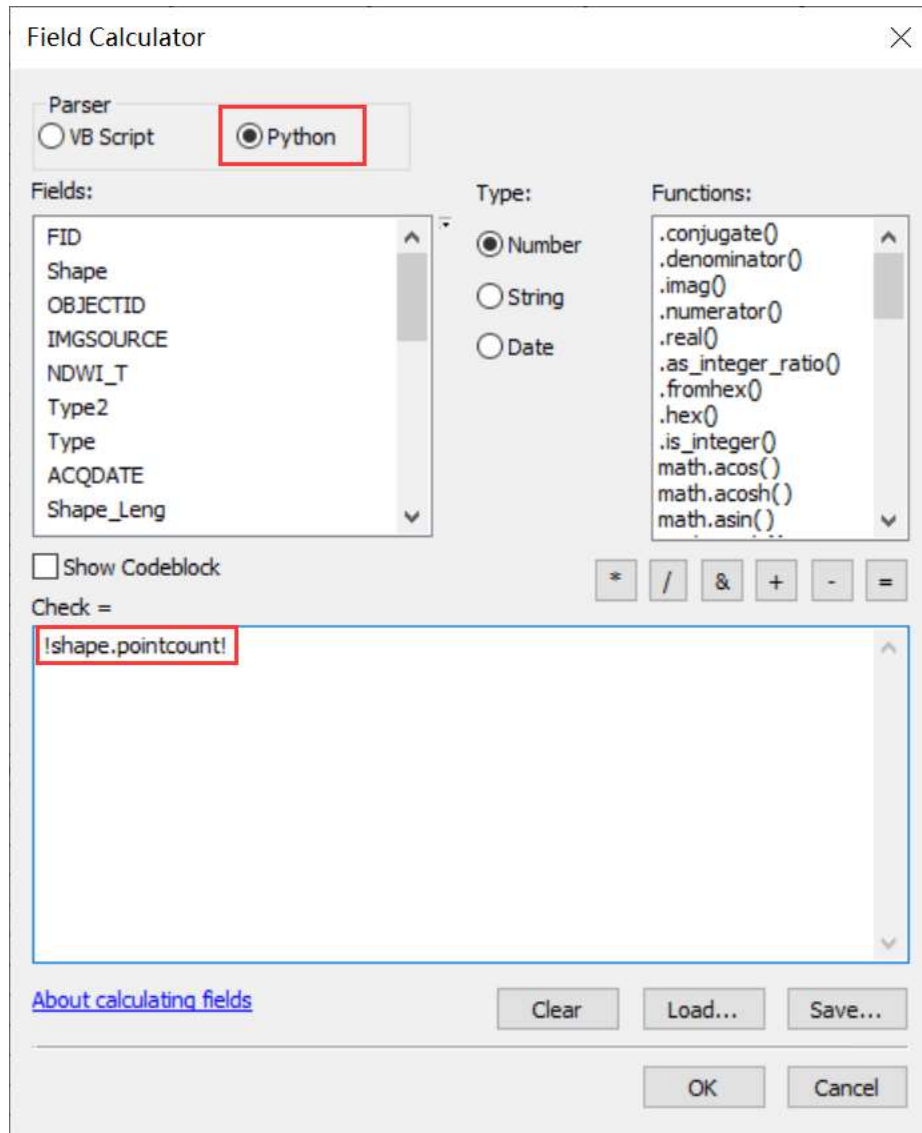 Field Calculator
Parser
VB Script
Python
Fields:
Type:
Functions:
FID
Shape
OBJECTID
IMGSOURCE
NDWI_T
Type2
Type
ACQDATE
Shape_Leng
Number
String
Date
.conjugate()
.denominator()
.imag()
.numerator()
.real()
.as_integer_ratio()
.fromhex()
.hex()
.is_integer()
math.acos( )
math.acosh( )
math.asin( )
Show Codeblock
* / & + - =
Check =
!shape.pointcount!
About calculating fields
Clear
Load...
Save...
OK
Cancel